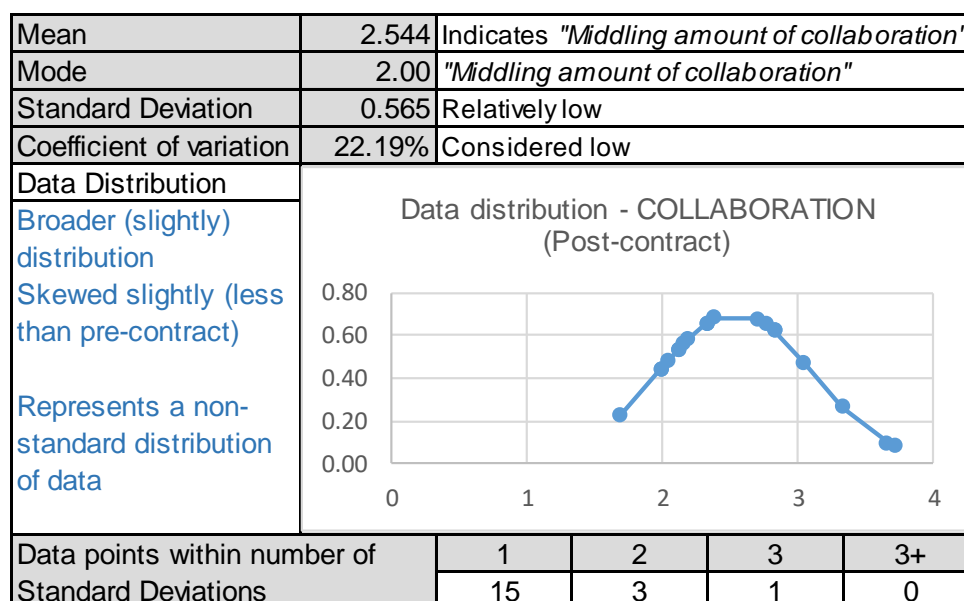 Mean 2.544 Indicates "Middling amount of collaboration"
Mode 2.00 "Middling amount of collaboration"
Standard Deviation 0.565 Relatively low
Coefficient of variation 22.19% Considered low
Data Distribution
Broader (slightly)
distribution
Skewed slightly (less
than pre-contract)
Represents a non-
standard distribution
of data
Data distribution - COLLABORATION
(Post-contract)
0.80
0.60
0.40
0.20
0.00
0 1 2 3 4
Data points within number of 1 2 3 3+
Standard Deviations 15 3 1 0